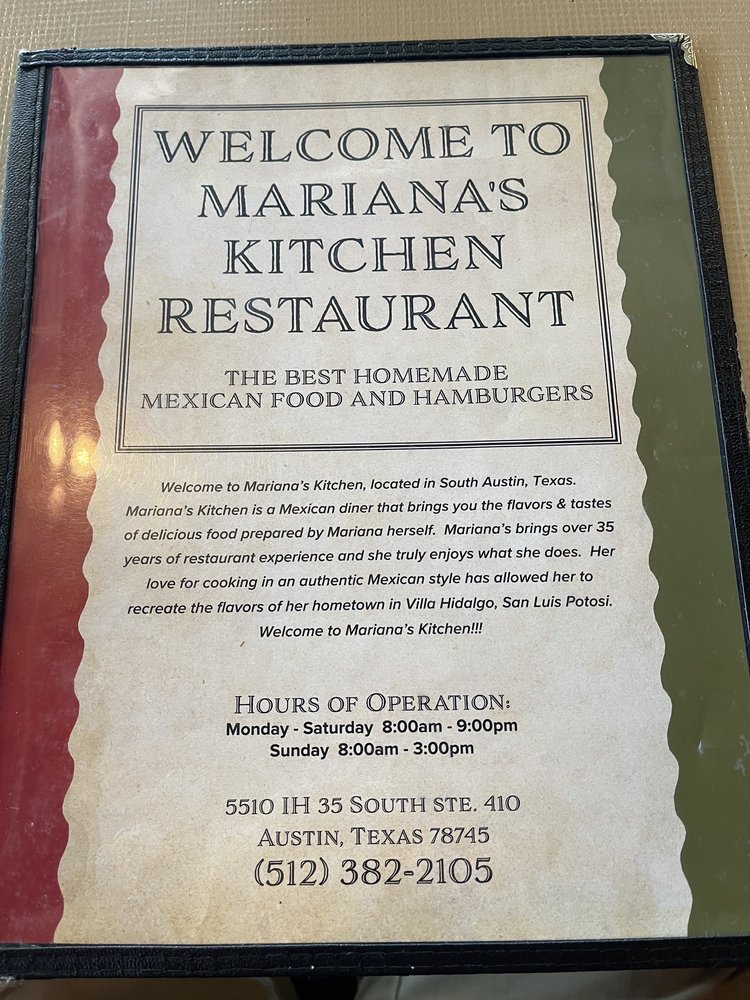 WELCOME TO
MARIANA'S
KITCHEN
RESTAURANT
THE BEST HOMEMADE
MEXICAN FOOD AND HAMBURGERS
Welcome to Mariana's Kitchen, located in South Austin, Texas.
Mariana's Kitchen is a Mexican diner that brings you the flavors & tastes
of delicious food prepared by Mariana herself. Mariana's brings over 35
years of restaurant experience and she truly enjoys what she does. Her
love for cooking in an authentic Mexican style has allowed her to
recreate the flavors of her hometown in Villa Hidalgo, San Luis Potosi.
Welcome to Mariana's Kitchen!!!
HOURS OF OPERATION:
Monday - Saturday 8:00am - 9:00pm
Sunday 8:00am - 3:00pm
5510 IH 35 SOUTH STE. 410
AUSTIN, TEXAS 78745
(512) 382-2105